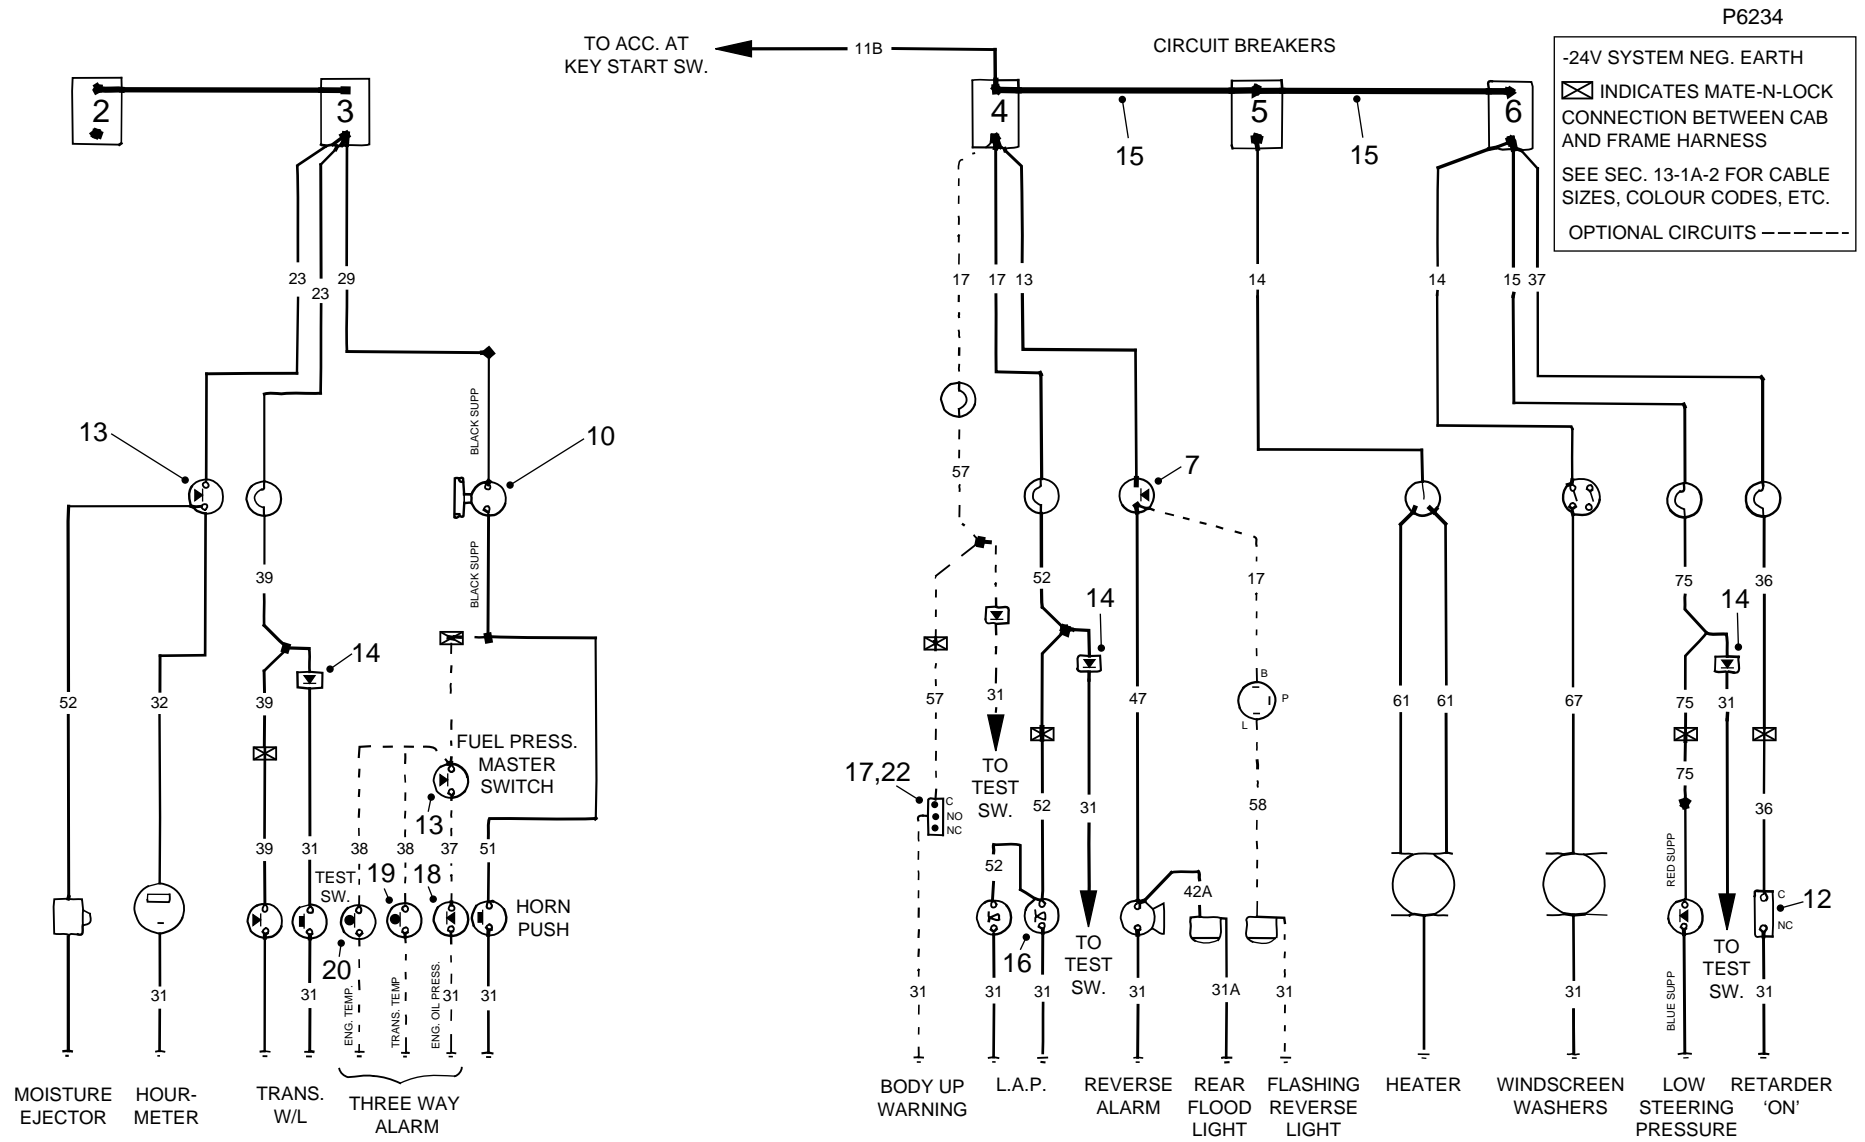 P6234
TO ACC. AT
KEY START SW.
11B
CIRCUIT BREAKERS
-24V SYSTEM NEG. EARTH
INDICATES MATE-N-LOCK
CONNECTION BETWEEN CAB
AND FRAME HARNESS
SEE SEC. 13-1A-2 FOR CABLE
SIZES, COLOUR CODES, ETC.
OPTIONAL CIRCUITS
2
3
4
5
6
15
15
23
23
29
17
17
13
14
14
15
37
BLACK SUPP
13
10
57
7
BLACK SUPP
39
52
17
75
36
14
14
14
B
P
L
52
32
39
57
31
47
61
61
67
75
31
FUEL PRESS.
MASTER
SWITCH
13
TO
TEST
SW.
17,22
C
NO
NC
75
52
31
58
36
39
31
38
38
37
51
TEST
SW.
19
18
52
42A
RED SUPP
HORN
PUSH
20
16
C
NC
12
TO
TEST
SW.
TO
TEST
SW.
31
31
ENG. TEMP.
TRANS. TEMP
ENG. OIL PRESS.
31
31
31
31
31
31
31A
31
31
BLUE SUPP
31
MOISTURE
EJECTOR
HOUR-
METER
TRANS.
W/L
THREE WAY
ALARM
BODY UP
WARNING
L.A.P.
REVERSE
ALARM
REAR
FLOOD
LIGHT
FLASHING
REVERSE
LIGHT
HEATER
WINDSCREEN
WASHERS
LOW
STEERING
PRESSURE
RETARDER
‘ON’